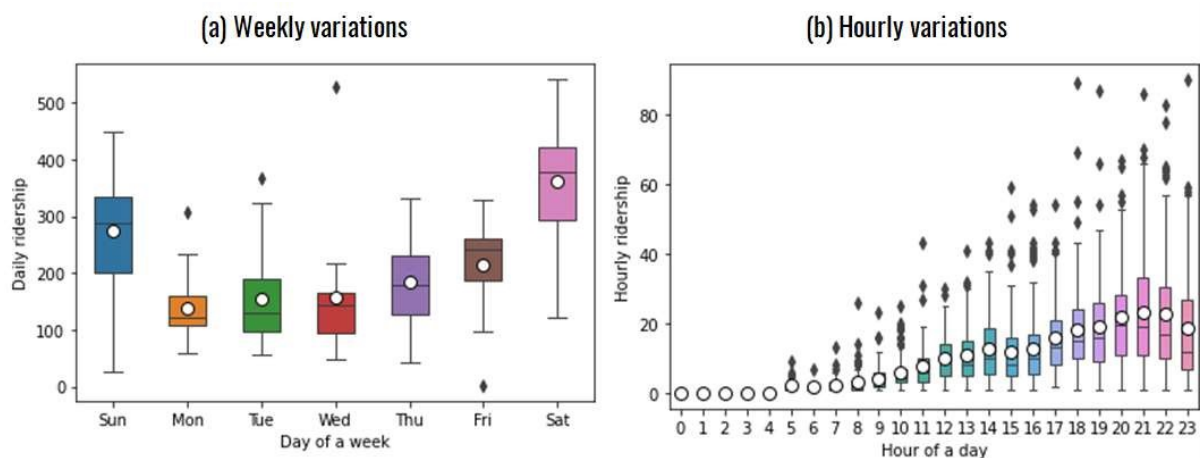 (a) Weekly variations
500
400
300
200
100
0
Daily ridership
Sun Mon Tue Wed Thu Fri Sat
Day of a week
(b) Hourly variations
80
60
40
20
0
Hourly ridership
0 1 2 3 4 5 6 7 8 9 10 11 12 13 14 15 16 17 18 19 20 21 22 23
Hour of a day